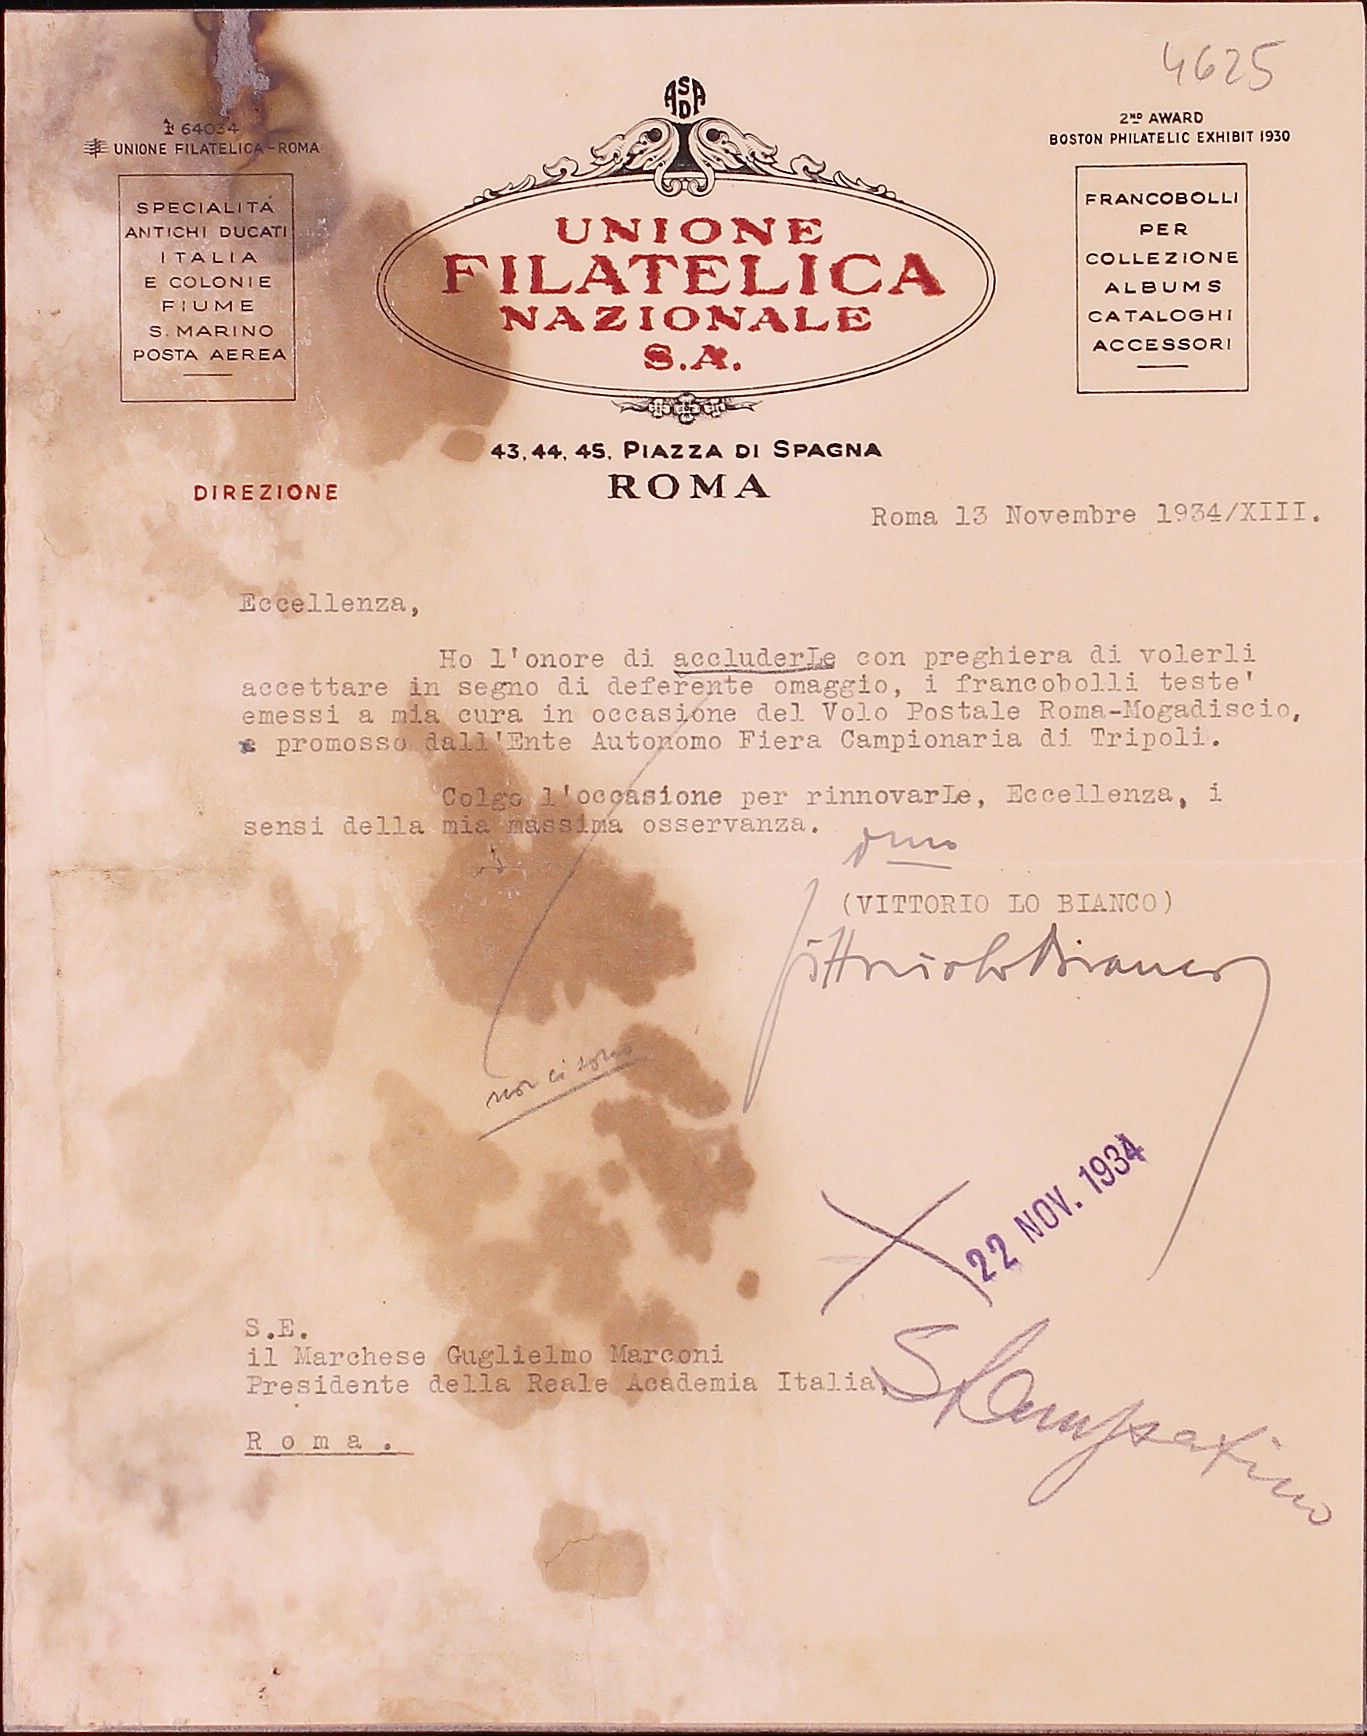 4625
ASDA
64034
UNIONE FILATELICA - ROMA
2ND AWARD
BOSTON PHILATELIC EXHIBIT 1930
SPECIALITÁ
ANTICHI DUCATI
ITALIA
E COLONIE
FIUME
S. MARINO
POSTA AEREA
UNIONE
FILATELICA
NAZIONALE
S.A.
FRANCOBOLLI
PER
COLLEZIONE
ALBUMS
CATALOGHI
ACCESSORI
43, 44, 45, PIAZZA DI SPAGNA
ROMA
DIREZIONE
Roma 13 Novembre 1934/XIII.
Eccellenza,
Ho l'onore di accluderLe con preghiera di volerli
accettare in segno di deferente omaggio, i francobolli teste'
emessi a mia cura in occasione del Volo Postale Roma-Mogadiscio,
e promosso dall'Ente Autonomo Fiera Campionaria di Tripoli.
Colgo l'occasione per rinnovarLe, Eccellenza, i
sensi della mia massima osservanza.
(VITTORIO LO BIANCO)
Vittorio Lo Bianco
non ci sono
22 NOV. 1934
S.E.
il Marchese Guglielmo Marconi
Presidente della Reale Academia Italia.
Roma.